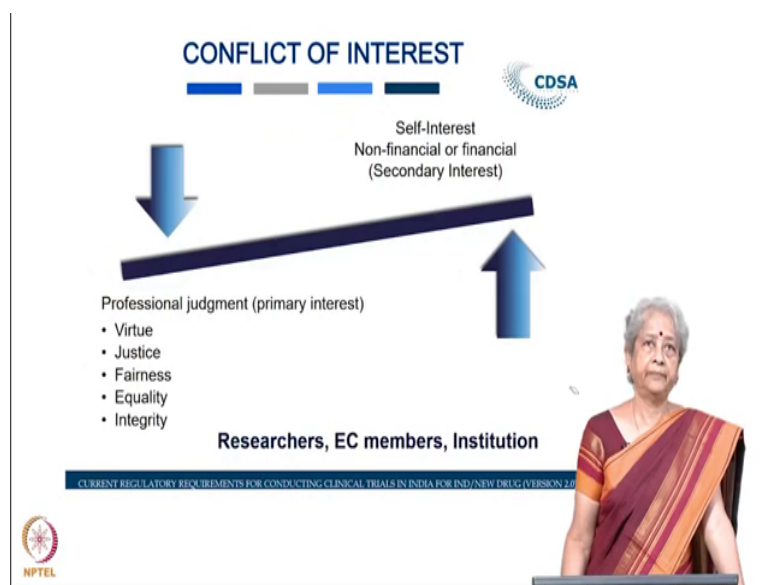 CONFLICT OF INTEREST
CDSA
Self-Interest
Non-financial or financial
(Secondary Interest)
Professional judgment (primary interest)
• Virtue
• Justice
• Fairness
• Equality
• Integrity
Researchers, EC members, Institution
CURRENT REGULATORY REQUIREMENTS FOR CONDUCTING CLINICAL TRIALS IN INDIA FOR IND/NEW DRUG (VERSION 2.0
NPTEL